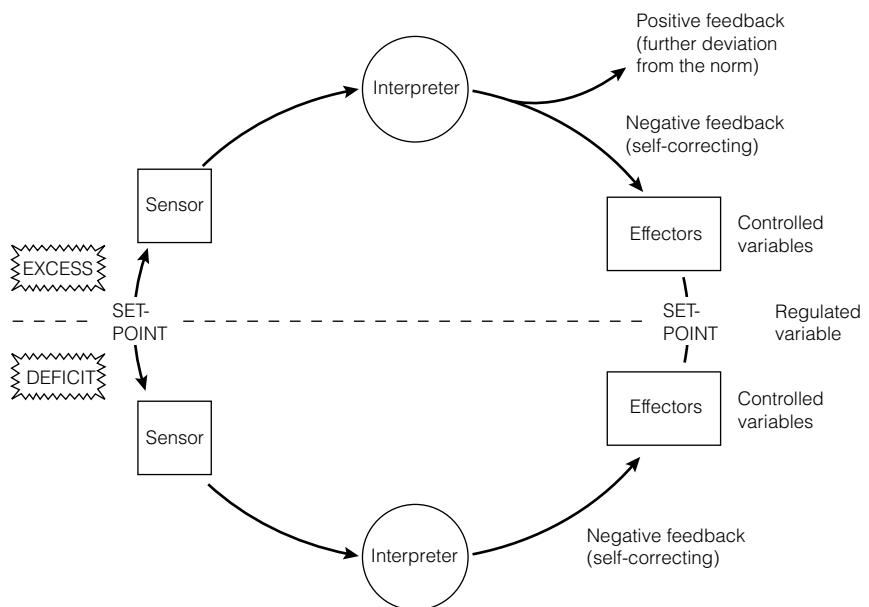 Positive feedback
(further deviation
from the norm)
Interpreter
Negative feedback
(self-correcting)
Sensor
Effectors
Controlled
variables
EXCESS
SET-
POINT
SET-
POINT
Regulated
variable
DEFICIT
Effectors
Controlled
variables
Sensor
Interpreter
Negative feedback
(self-correcting)